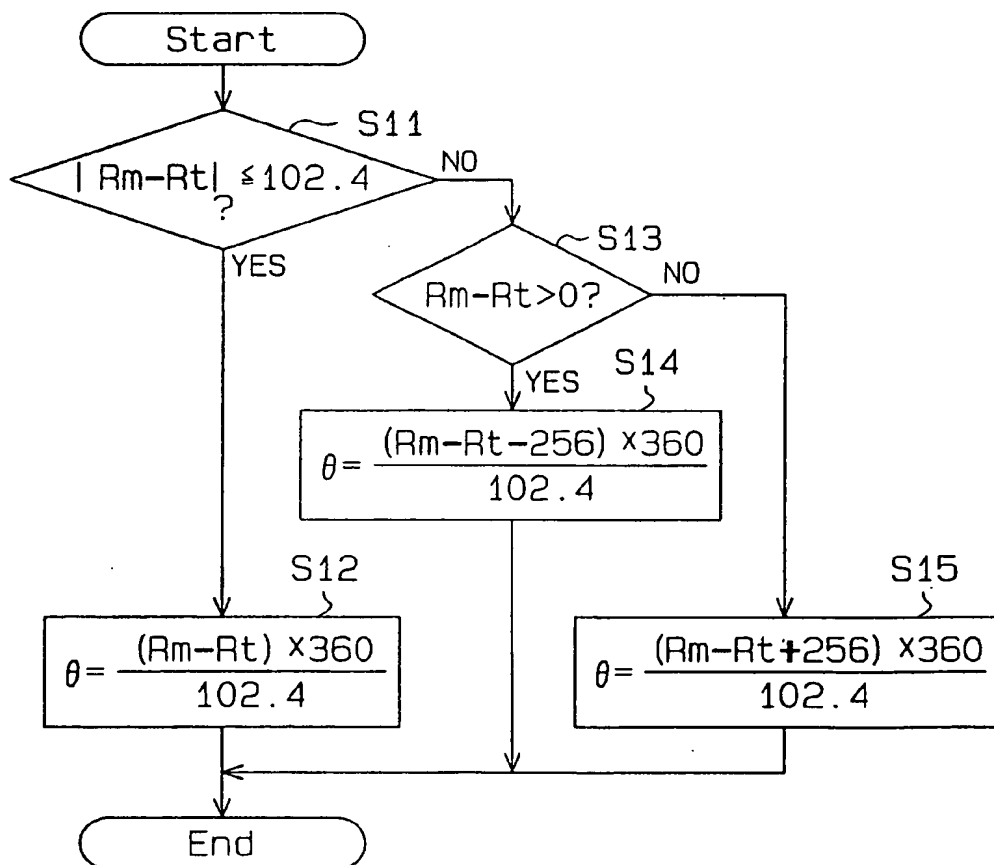 Start
S11
| Rm-Rt| ≦102.4
?
NO
YES
S13
Rm-Rt>0?
NO
YES
S14
θ= (Rm-Rt-256) ×360
102.4
S12
θ= (Rm-Rt) ×360
102.4
S15
θ= (Rm-Rt+256) ×360
102.4
End